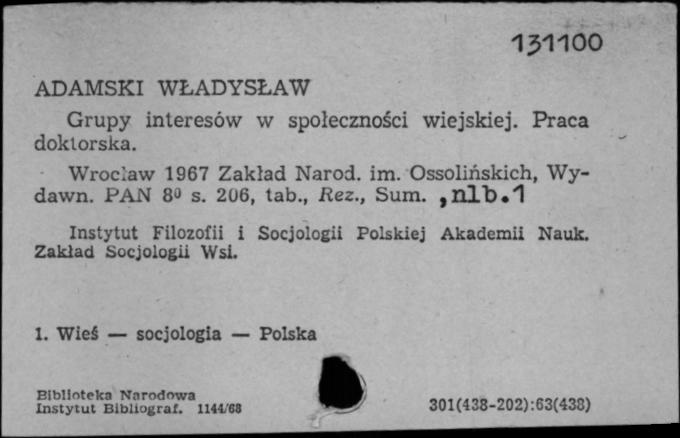 131100
ADAMSKI WŁADYSŁAW
Grupy interesów w społeczności wiejskiej. Praca
doktorska.
Wrocław 1967 Zakład Narod. im. Ossolińskich, Wy-
dawn. PAN 8⁰ s. 206, tab., Rez., Sum. , nlb. 1
Instytut Filozofii i Socjologii Polskiej Akademii Nauk.
Zakład Socjologii Wsi.
1. Wieś — socjologia — Polska
Biblioteka Narodowa
Instytut Bibliograf. 1144/68
301(438-202):63(438)